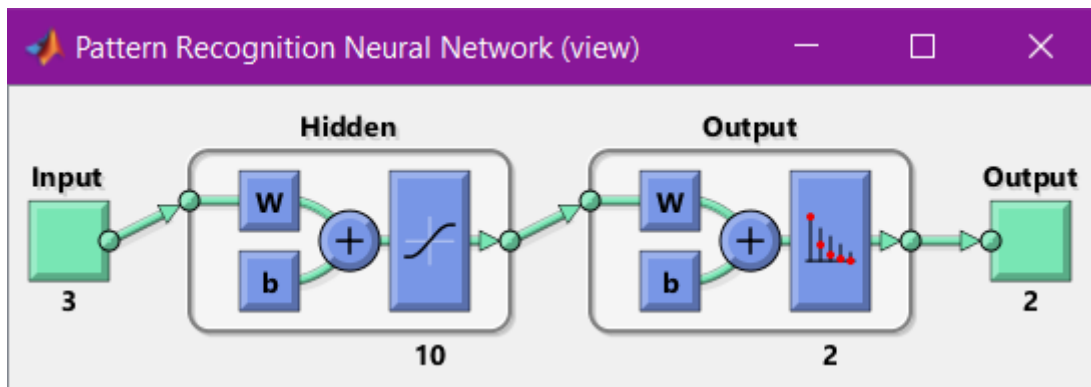 Pattern Recognition Neural Network (view)
Hidden
Output
Input
Output
W
W
b
b
3
10
2
2